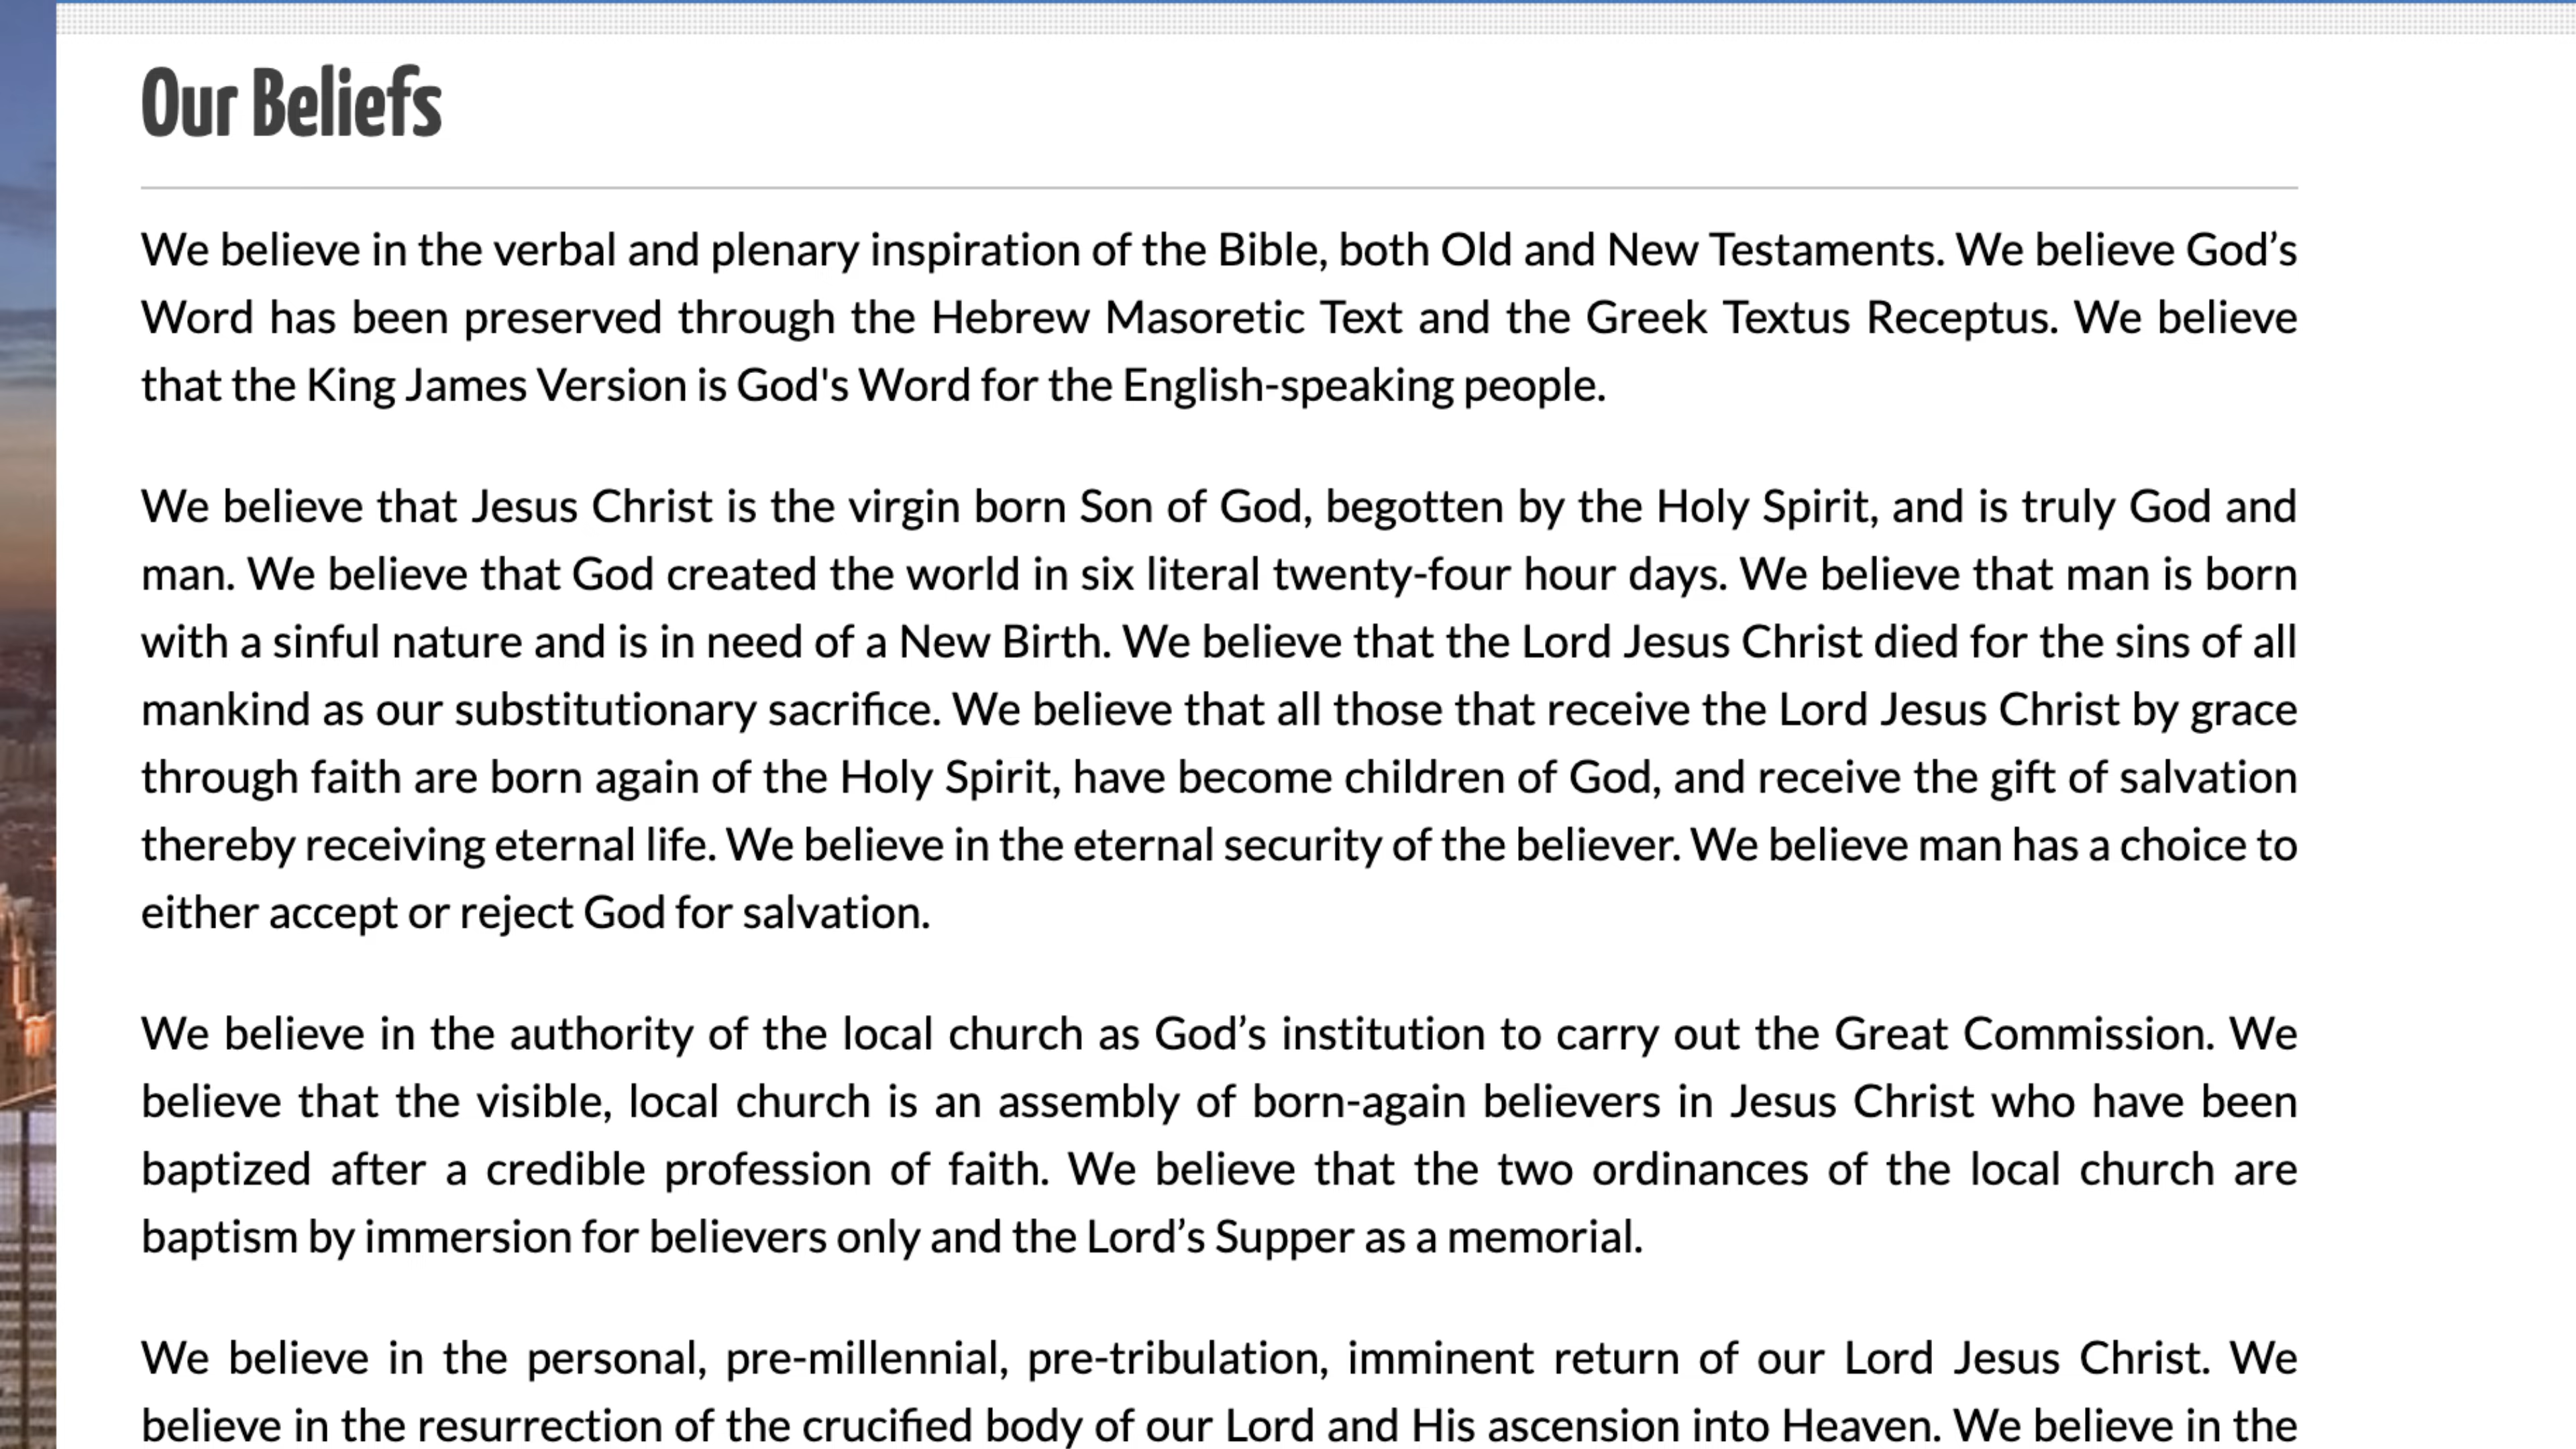 Our Beliefs
We believe in the verbal and plenary inspiration of the Bible, both Old and New Testaments. We believe God’s
Word has been preserved through the Hebrew Masoretic Text and the Greek Textus Receptus. We believe
that the King James Version is God's Word for the English-speaking people.
We believe that Jesus Christ is the virgin born Son of God, begotten by the Holy Spirit, and is truly God and
man. We believe that God created the world in six literal twenty-four hour days. We believe that man is born
with a sinful nature and is in need of a New Birth. We believe that the Lord Jesus Christ died for the sins of all
mankind as our substitutionary sacrifice. We believe that all those that receive the Lord Jesus Christ by grace
through faith are born again of the Holy Spirit, have become children of God, and receive the gift of salvation
thereby receiving eternal life. We believe in the eternal security of the believer. We believe man has a choice to
either accept or reject God for salvation.
We believe in the authority of the local church as God’s institution to carry out the Great Commission. We
believe that the visible, local church is an assembly of born-again believers in Jesus Christ who have been
baptized after a credible profession of faith. We believe that the two ordinances of the local church are
baptism by immersion for believers only and the Lord’s Supper as a memorial.
We believe in the personal, pre-millennial, pre-tribulation, imminent return of our Lord Jesus Christ. We
believe in the resurrection of the crucified body of our Lord and His ascension into Heaven. We believe in the